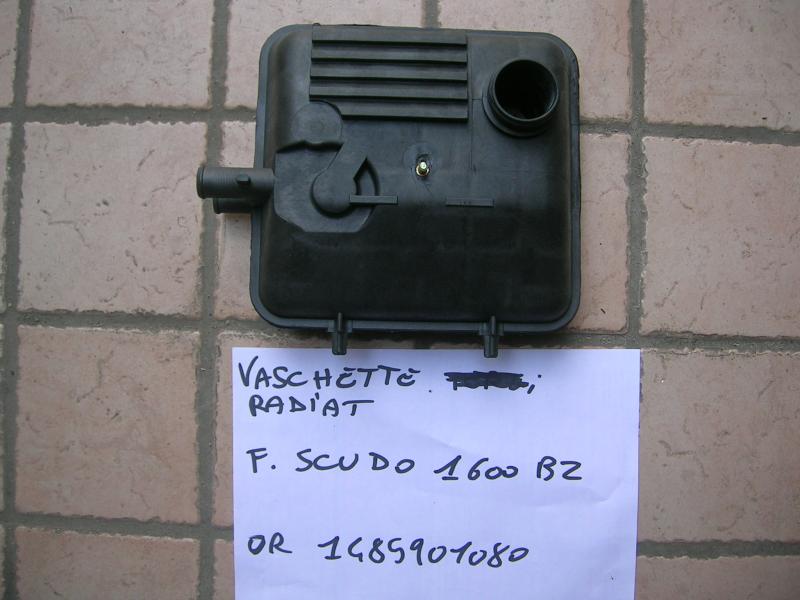 VASCHETTE
RADIAT
F. SCUDO 1600 BZ
OR 1485901080